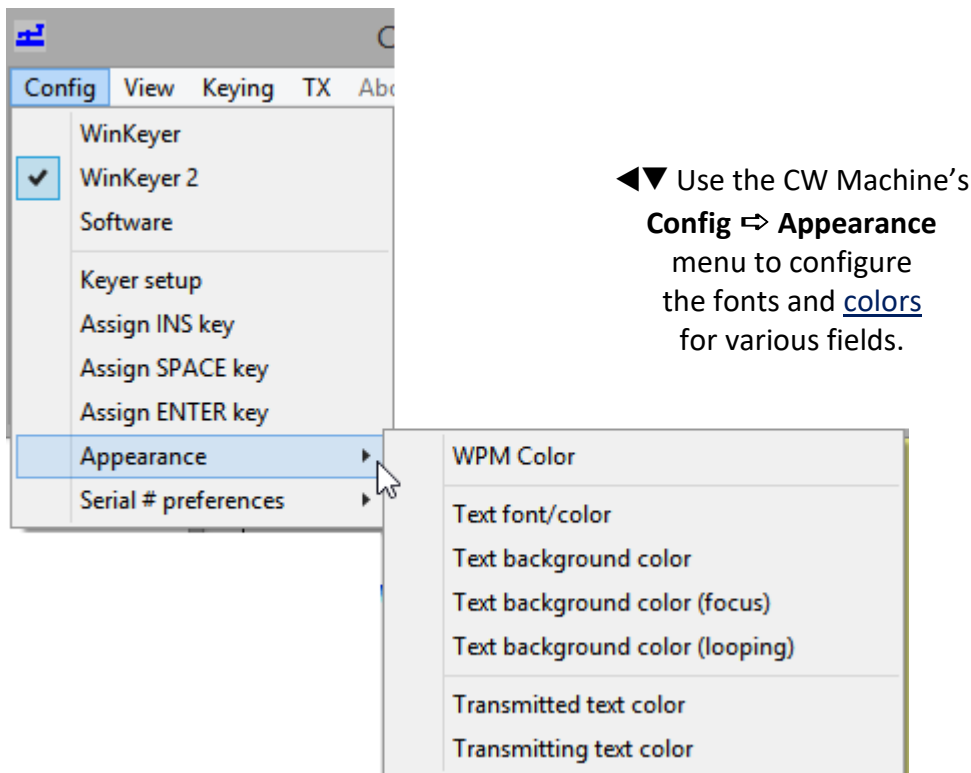 C
Config View Keying TX Abo
WinKeyer
WinKeyer 2
Software
Keyer setup
Assign INS key
Assign SPACE key
Assign ENTER key
Appearance
Serial # preferences
◀▼ Use the CW Machine's
Config ⇨ Appearance
menu to configure
the fonts and colors
for various fields.
WPM Color
Text font/color
Text background color
Text background color (focus)
Text background color (looping)
Transmitted text color
Transmitting text color